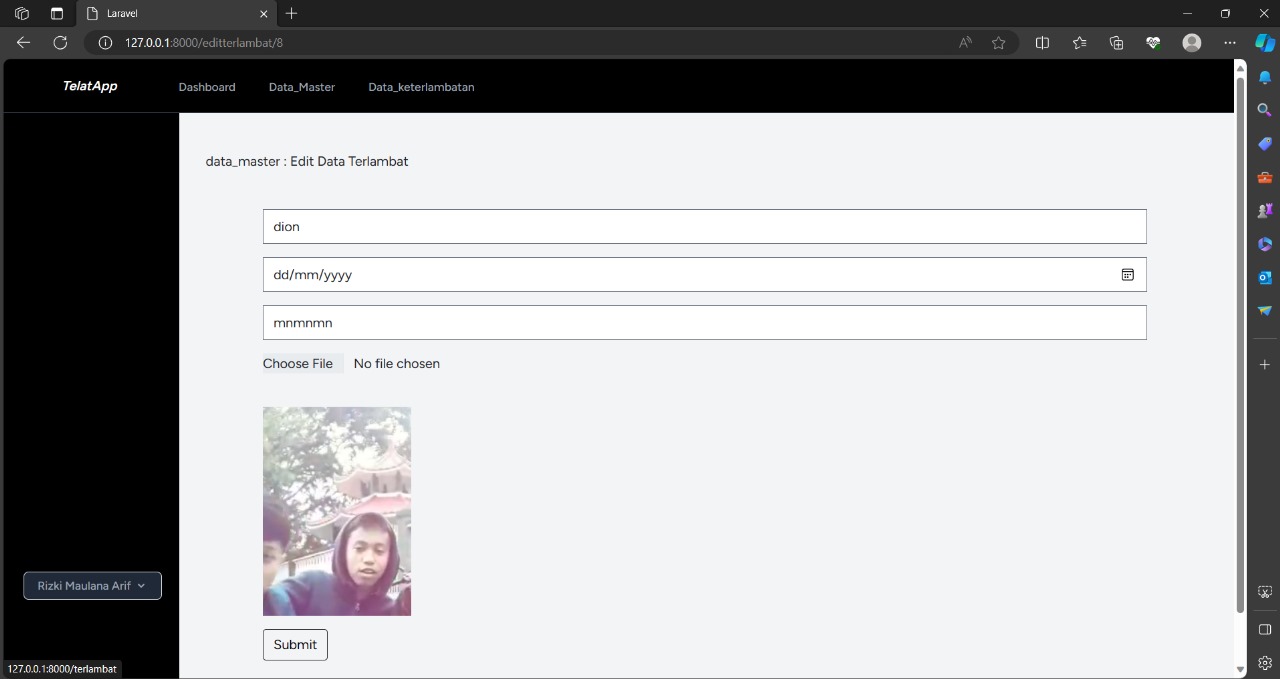 Laravel
127.0.0.1:8000/editterlambat/8
TelatApp
Dashboard
Data_Master
Data_keterlambatan
data_master : Edit Data Terlambat
dion
dd/mm/yyyy
mnmnmn
Choose File No file chosen
Submit
Rizki Maulana Arif
127.0.0.1:8000/terlambat